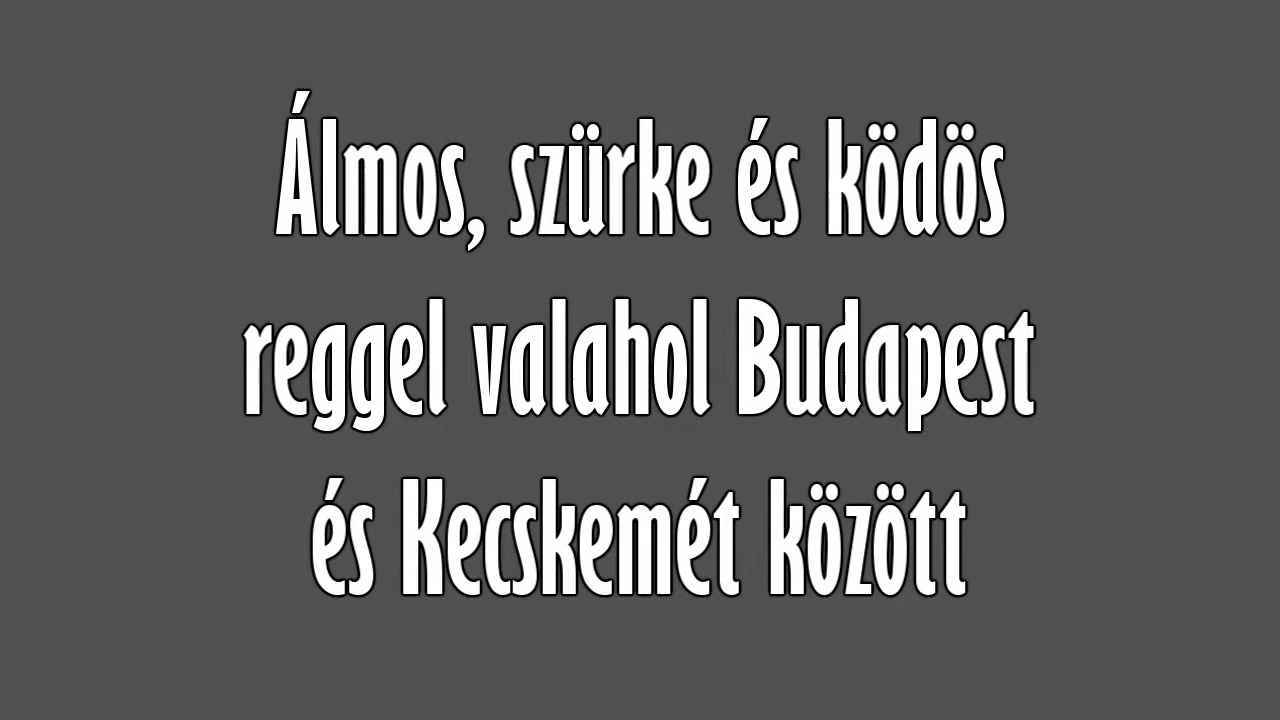 Álmos, szürke és ködös
reggel valahol Budapest
és Kecskemét között